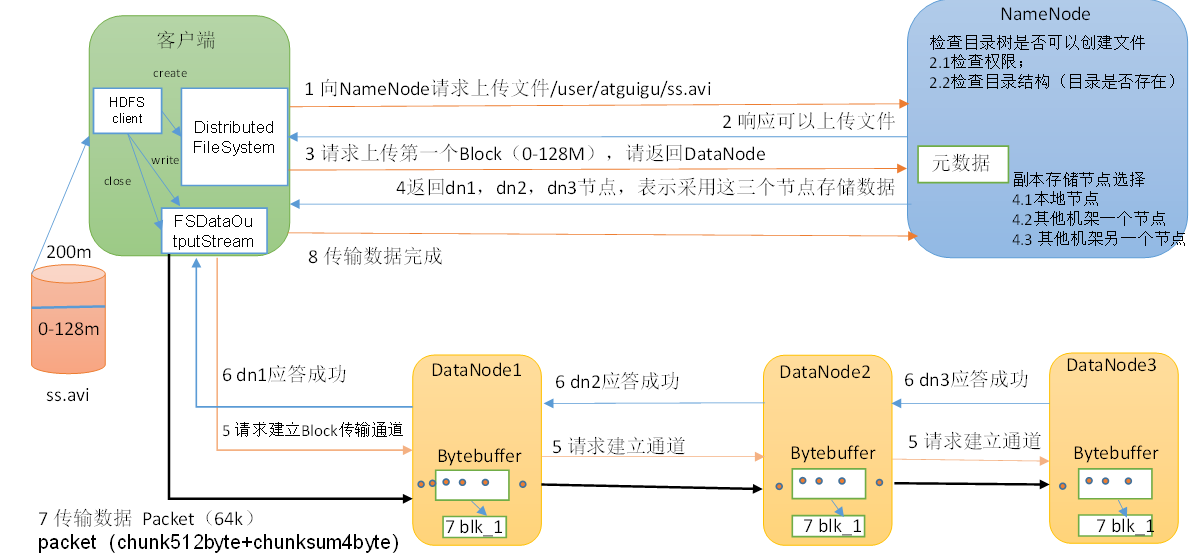 客户端
create
HDFS
client
Distributed
FileSystem
write
close
FSDataOu
tputStream
200m
0-128m
ss.avi
1 向NameNode请求上传文件/user/atguigu/ss.avi
2 响应可以上传文件
3 请求上传第一个Block（0-128M），请返回DataNode
4返回dn1，dn2，dn3节点，表示采用这三个节点存储数据
8 传输数据完成
NameNode
检查目录树是否可以创建文件
2.1检查权限；
2.2检查目录结构（目录是否存在）
元数据
副本存储节点选择
4.1本地节点
4.2其他机架一个节点
4.3 其他机架另一个节点
6 dn1应答成功
5 请求建立Block传输通道
DataNode1
Bytebuffer
7 blk_1
6 dn2应答成功
5 请求建立通道
DataNode2
Bytebuffer
7 blk_1
6 dn3应答成功
5 请求建立通道
DataNode3
Bytebuffer
7 blk_1
7 传输数据 Packet（64k）
packet（chunk512byte+chunksum4byte）